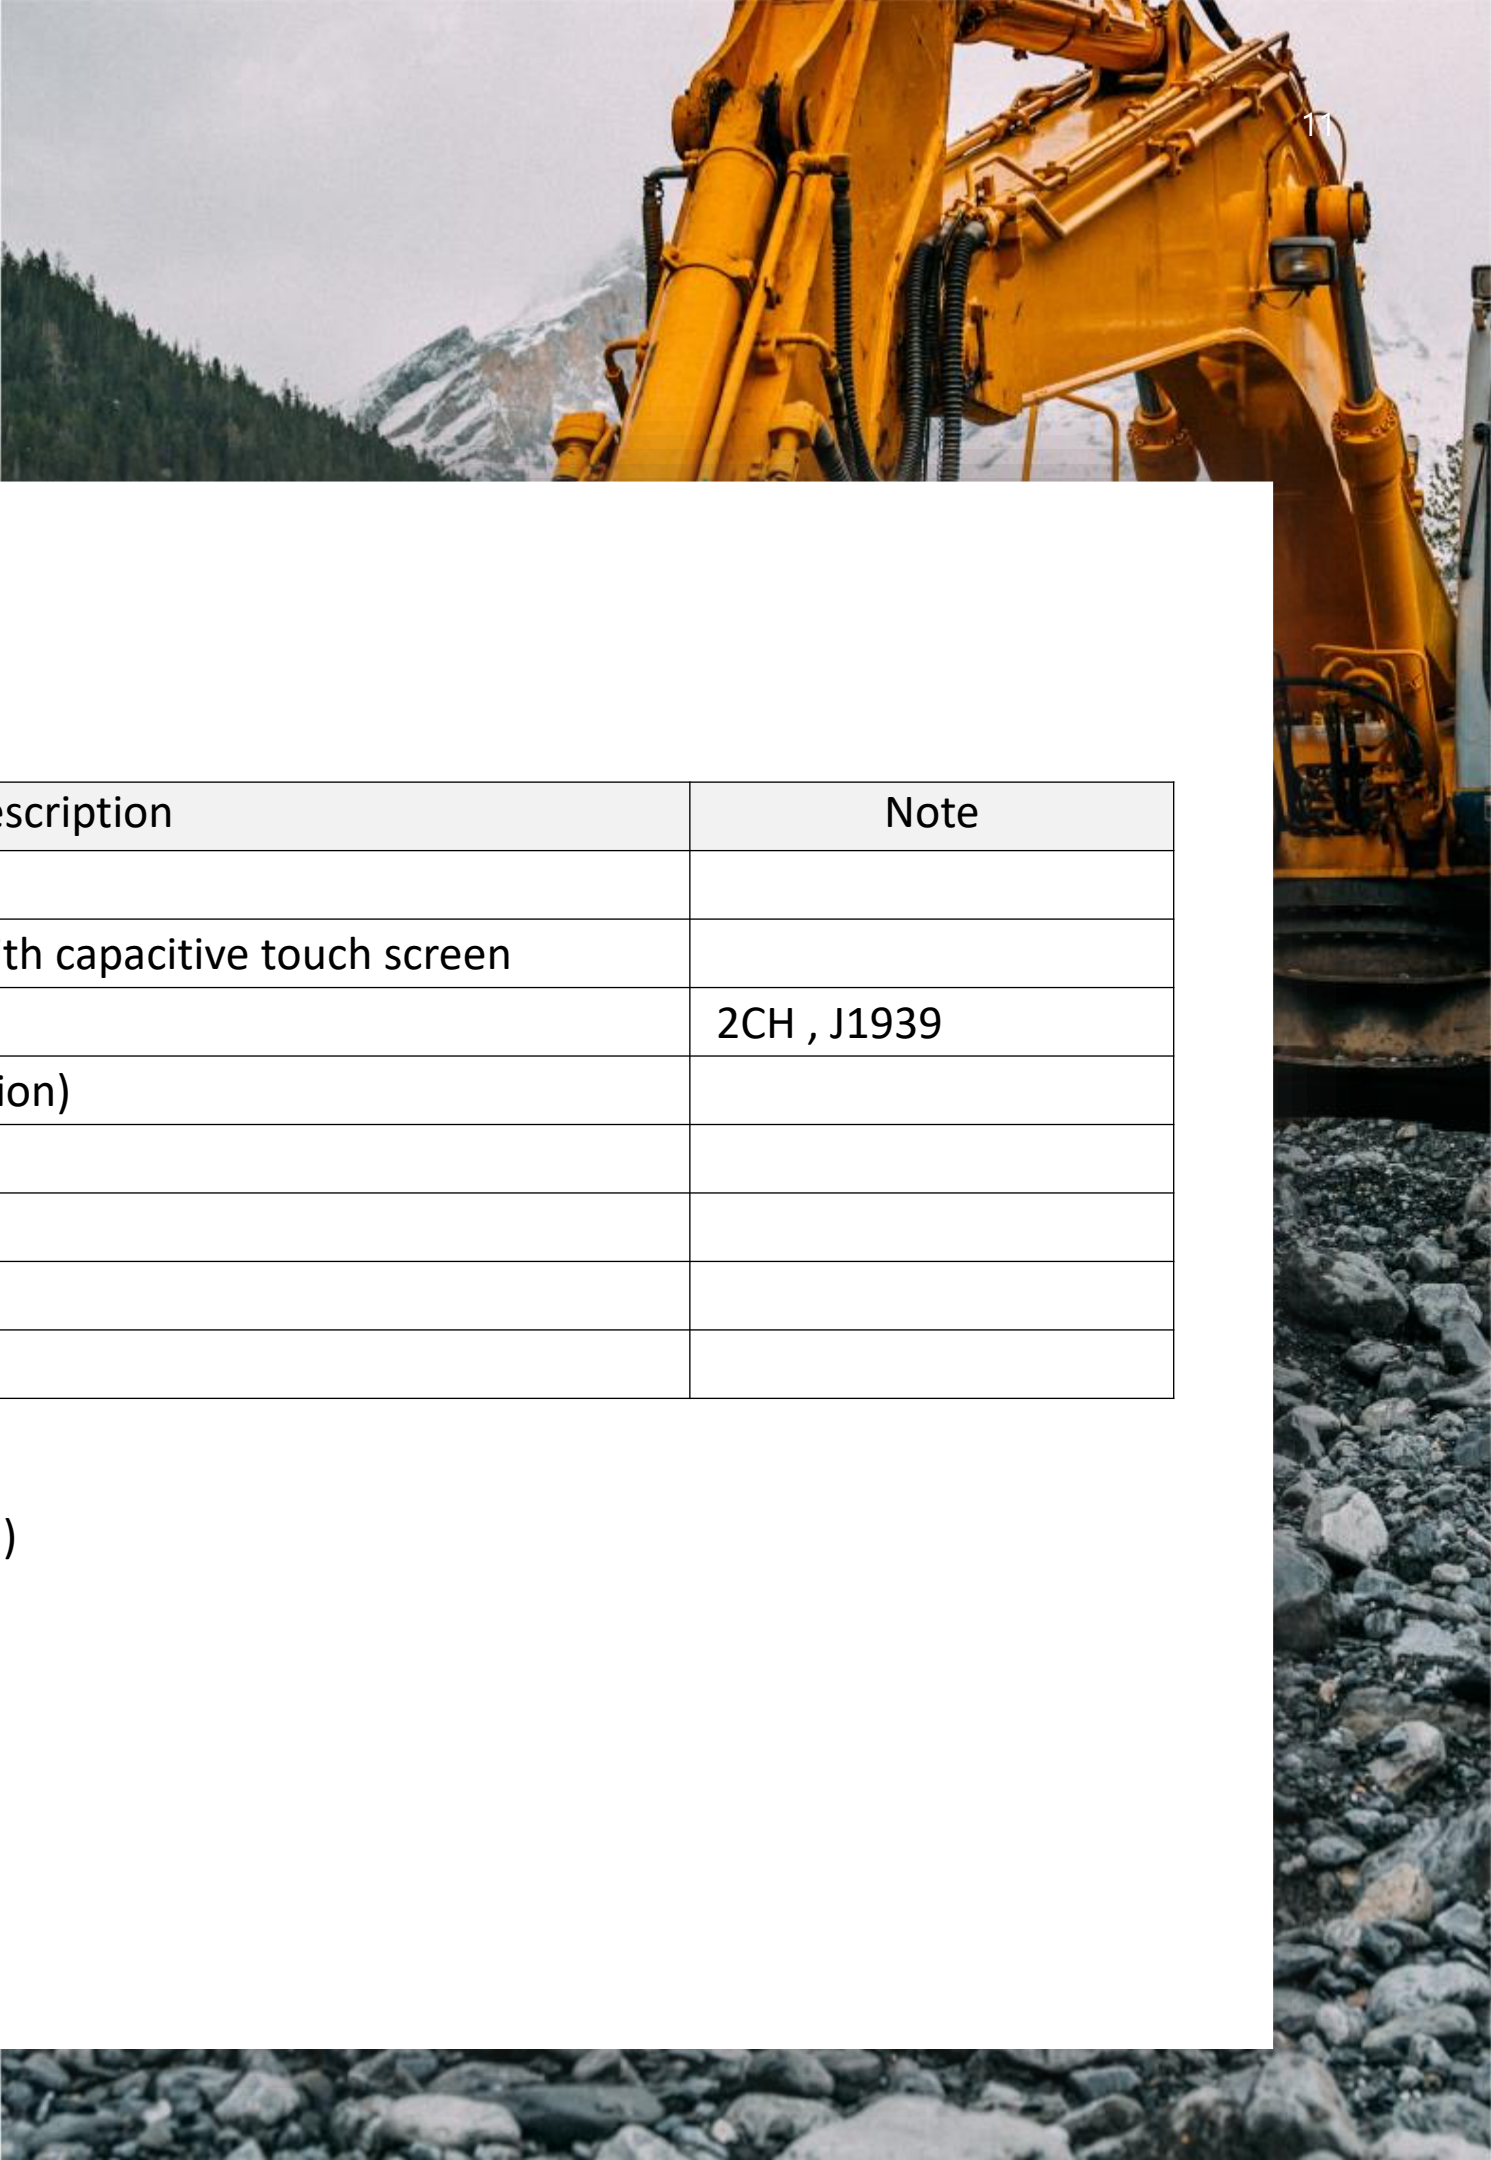 11
escription Note
th capacitive touch screen
2CH , J1939
ion)
)